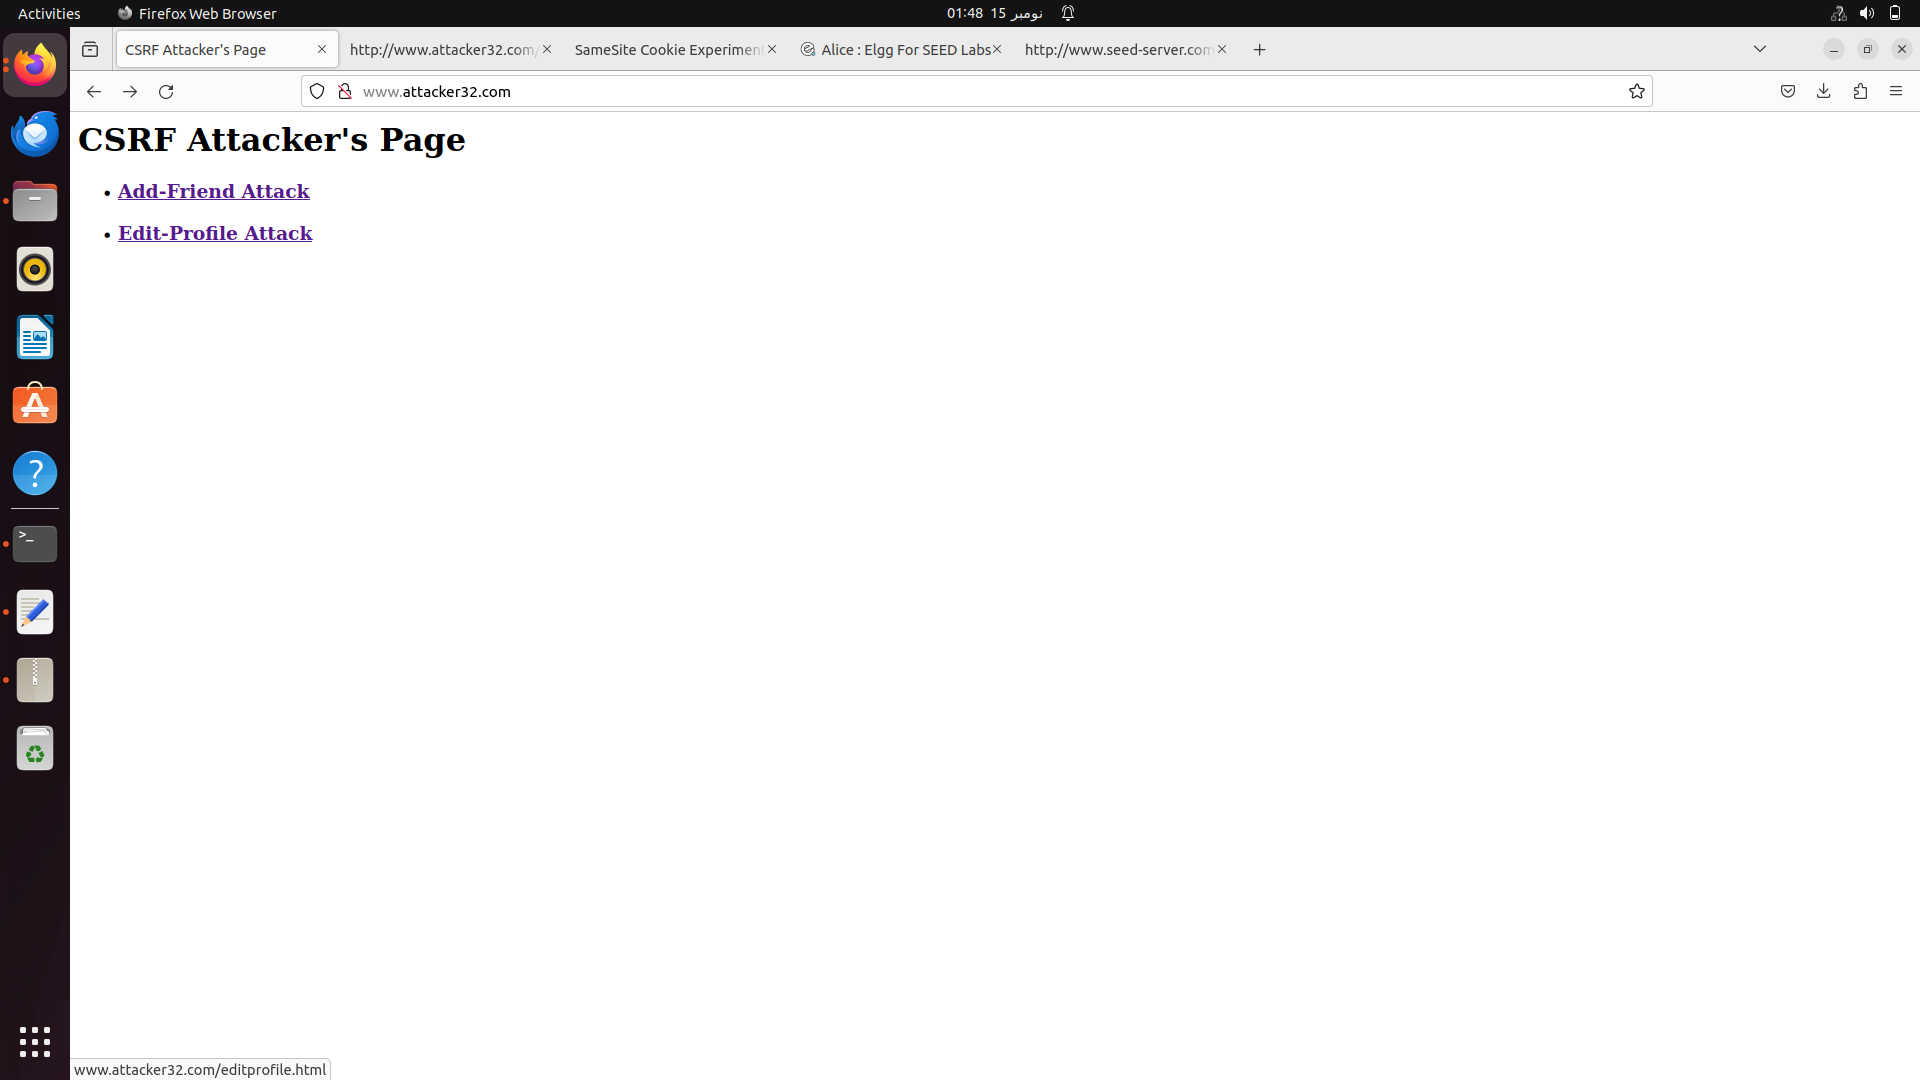 Activities
Firefox Web Browser
01:48 15 نومبر
CSRF Attacker's Page
http://www.attacker32.com/
SameSite Cookie Experimen
Alice : Elgg For SEED Labs
http://www.seed-server.com
www.attacker32.com
CSRF Attacker's Page
• Add-Friend Attack
• Edit-Profile Attack
www.attacker32.com/editprofile.html